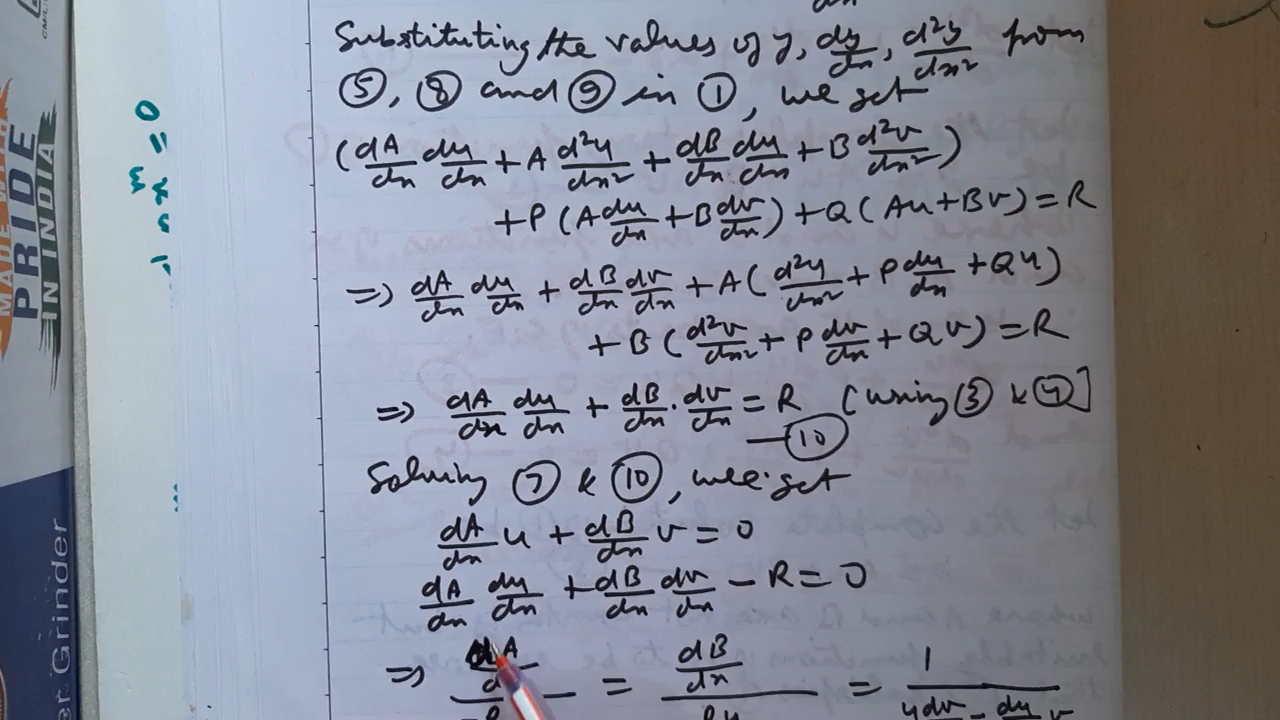 Substituting the values of y, dy/dx, d²y/dx² from
⑤, ⑧ and ⑨ in ①, we get
(dA/dx du/dx + A d²u/dx² + dB/dx du/dx + B d²v/dx²)
+ P (A du/dx + B dv/dx) + Q (Au + Bv) = R
=> dA/dx du/dx + dB/dx dv/dx + A (d²u/dx² + P du/dx + Q u)
+ B (d²v/dx² + P dv/dx + Q v) = R
=> dA/dx du/dx + dB/dx . dv/dx = R [using ③ & ④]
— ⑩
Solving ⑦ & ⑩, we get
dA/dx u + dB/dx v = 0
dA/dx du/dx + dB/dx dv/dx - R = 0
=> dA/d = dB/dx = 1
MADE WITH
PRIDE
IN INDIA
er Grinder